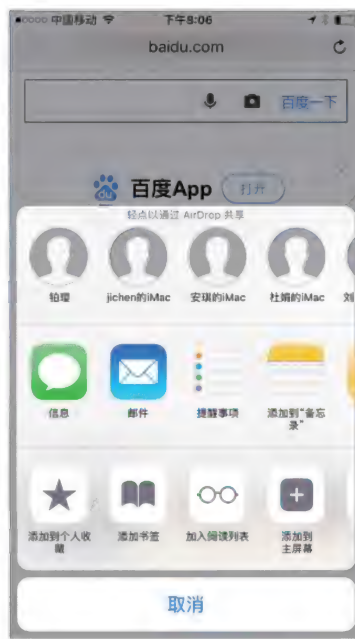 中国移动 下午8:06
baidu.com
百度一下
du 百度App 打开
轻点以通过 AirDrop 共享
jichen的iMac 安琪的iMac 杜娟的iMac 刘
信息 邮件 提醒事项 添加到“备忘
录”
添加到个人收
藏 添加书签 加入阅读列表 添加到
主屏幕
取消